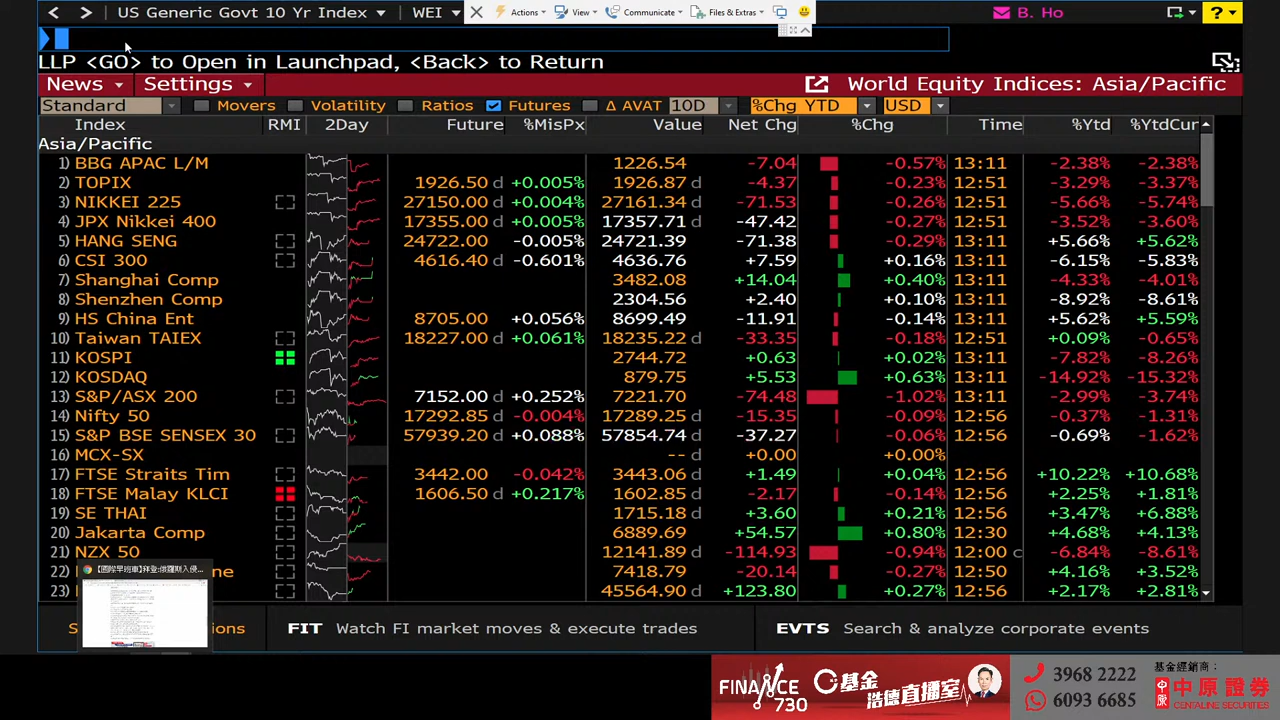 US Generic Govt 10 Yr Index WEI Actions View Communicate Files & Extras B. Ho ?
LLP <GO> to Open in Launchpad, <Back> to Return
News Settings World Equity Indices: Asia/Pacific
Standard Movers Volatility Ratios Futures Δ AVAT 10D %Chg YTD USD
Index RMI 2Day Future %MisPx Value Net Chg %Chg Time %Ytd %YtdCur
Asia/Pacific
1) BBG APAC L/M 1226.54 -7.04 -0.57% 13:11 -2.38% -2.38%
2) TOPIX 1926.50 d +0.005% 1926.87 d -4.37 -0.23% 12:51 -3.29% -3.37%
3) NIKKEI 225 27150.00 d +0.004% 27161.34 d -71.53 -0.26% 12:51 -5.66% -5.74%
4) JPX Nikkei 400 17355.00 d +0.005% 17357.71 d -47.42 -0.27% 12:51 -3.52% -3.60%
5) HANG SENG 24722.00 -0.005% 24721.39 -71.38 -0.29% 13:11 +5.66% +5.62%
6) CSI 300 4616.40 d -0.601% 4636.76 +7.59 +0.16% 13:11 -6.15% -5.83%
7) Shanghai Comp 3482.08 +14.04 +0.40% 13:11 -4.33% -4.01%
8) Shenzhen Comp 2304.56 +2.40 +0.10% 13:11 -8.92% -8.61%
9) HS China Ent 8705.00 +0.056% 8699.49 -11.91 -0.14% 13:11 +5.62% +5.59%
10) Taiwan TAIEX 18227.00 d +0.061% 18235.22 d -33.35 -0.18% 12:51 +0.09% -0.65%
11) KOSPI 2744.72 +0.63 +0.02% 13:11 -7.82% -8.26%
12) KOSDAQ 879.75 +5.53 +0.63% 13:11 -14.92% -15.32%
13) S&P/ASX 200 7152.00 +0.252% 7221.70 -74.48 -1.02% 13:11 -2.99% -3.74%
14) Nifty 50 17292.85 d -0.004% 17289.25 d -15.35 -0.09% 12:56 -0.37% -1.31%
15) S&P BSE SENSEX 30 57939.20 d +0.088% 57854.74 d -37.27 -0.06% 12:56 -0.69% -1.62%
16) MCX-SX -- d +0.00 +0.00%
17) FTSE Straits Tim 3442.00 -0.042% 3443.06 d +1.49 +0.04% 12:56 +10.22% +10.68%
18) FTSE Malay KLCI 1606.50 d +0.217% 1602.85 d -2.17 -0.14% 12:56 +2.25% +1.81%
19) SE THAI 1715.18 d +3.60 +0.21% 12:56 +3.47% +6.88%
20) Jakarta Comp 6889.69 +54.57 +0.80% 12:30 +4.68% +4.13%
21) NZX 50 12141.89 d -114.93 -0.94% 12:00 c -6.84% -8.61%
22) ne 7418.79 d -20.14 -0.27% 12:50 +4.16% +3.52%
23 45564.90 d +123.80 +0.27% 12:56 +2.17% +2.81%
ions IT Watch market moves execute trades EVTS Search & analyze corporate events
FINANCE 730 基金 浩德直播室 3968 2222 6093 6685 基金經銷商： 中原 中原證券 CENTALINE SECURITIES